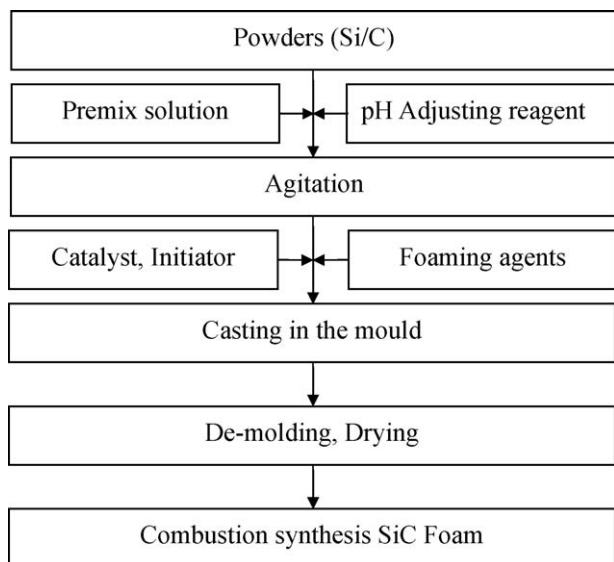 Powders (Si/C)
Premix solution
pH Adjusting reagent
Agitation
Catalyst, Initiator
Foaming agents
Casting in the mould
De-molding, Drying
Combustion synthesis SiC Foam